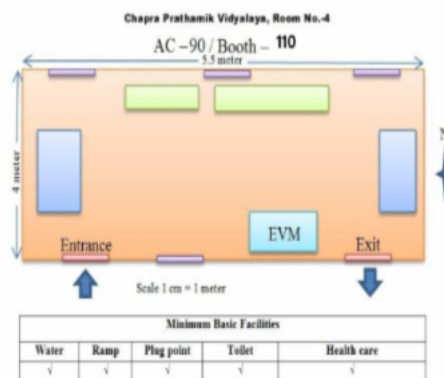 Chapra Prathamik Vidyalaya, Room No.-4
AC –90 / Booth – 110
5.5 meter
4 meter
N
EVM
Entrance
Exit
Scale 1 cm = 1 meter
Minimum Basic Facilities
Water Ramp Plug point Toilet Health care
√ √ √ √ √